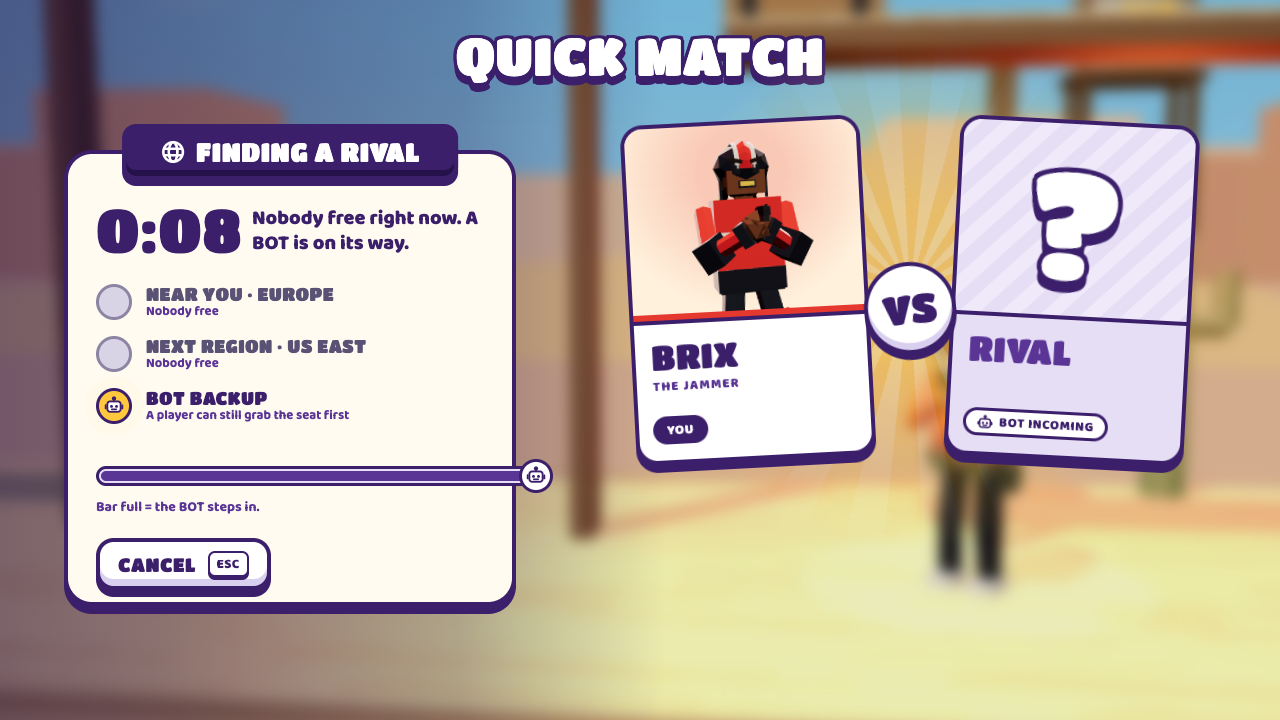 QUICK MATCH
FINDING A RIVAL
0:08
Nobody free right now. A
BOT is on its way.
NEAR YOU · EUROPE
Nobody free
NEXT REGION · US EAST
Nobody free
BOT BACKUP
A player can still grab the seat first
Bar full = the BOT steps in.
CANCEL ESC
BRIX
THE JAMMER
YOU
VS
?
RIVAL
BOT INCOMING